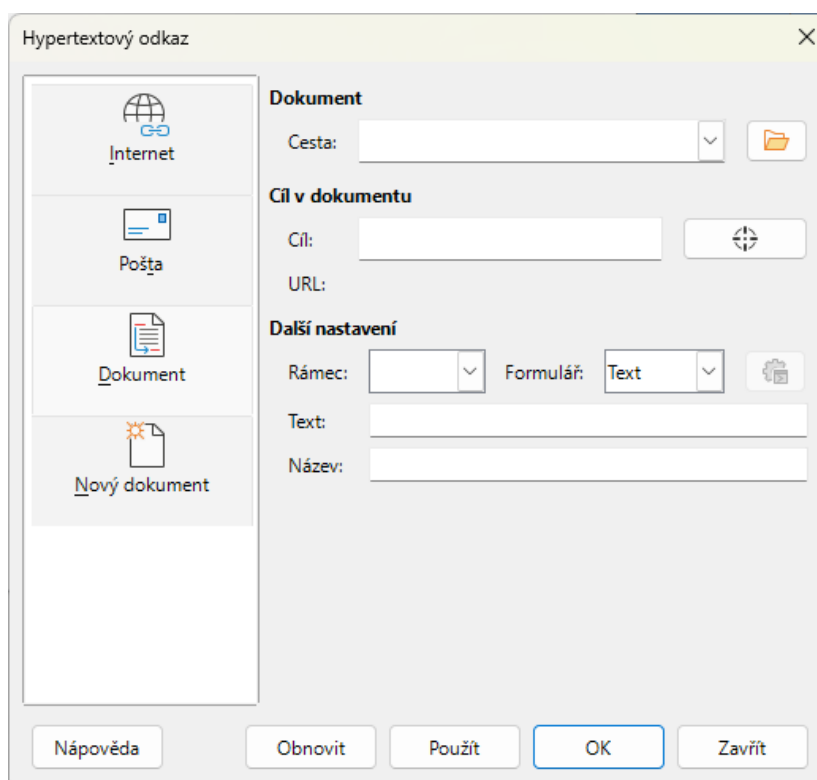 Hypertextový odkaz
Internet
Pošta
Dokument
Nový dokument
Dokument
Cesta:
Cíl v dokumentu
Cíl:
URL:
Další nastavení
Rámec:
Formulář: Text
Text:
Název:
Nápověda Obnovit Použít OK Zavřít